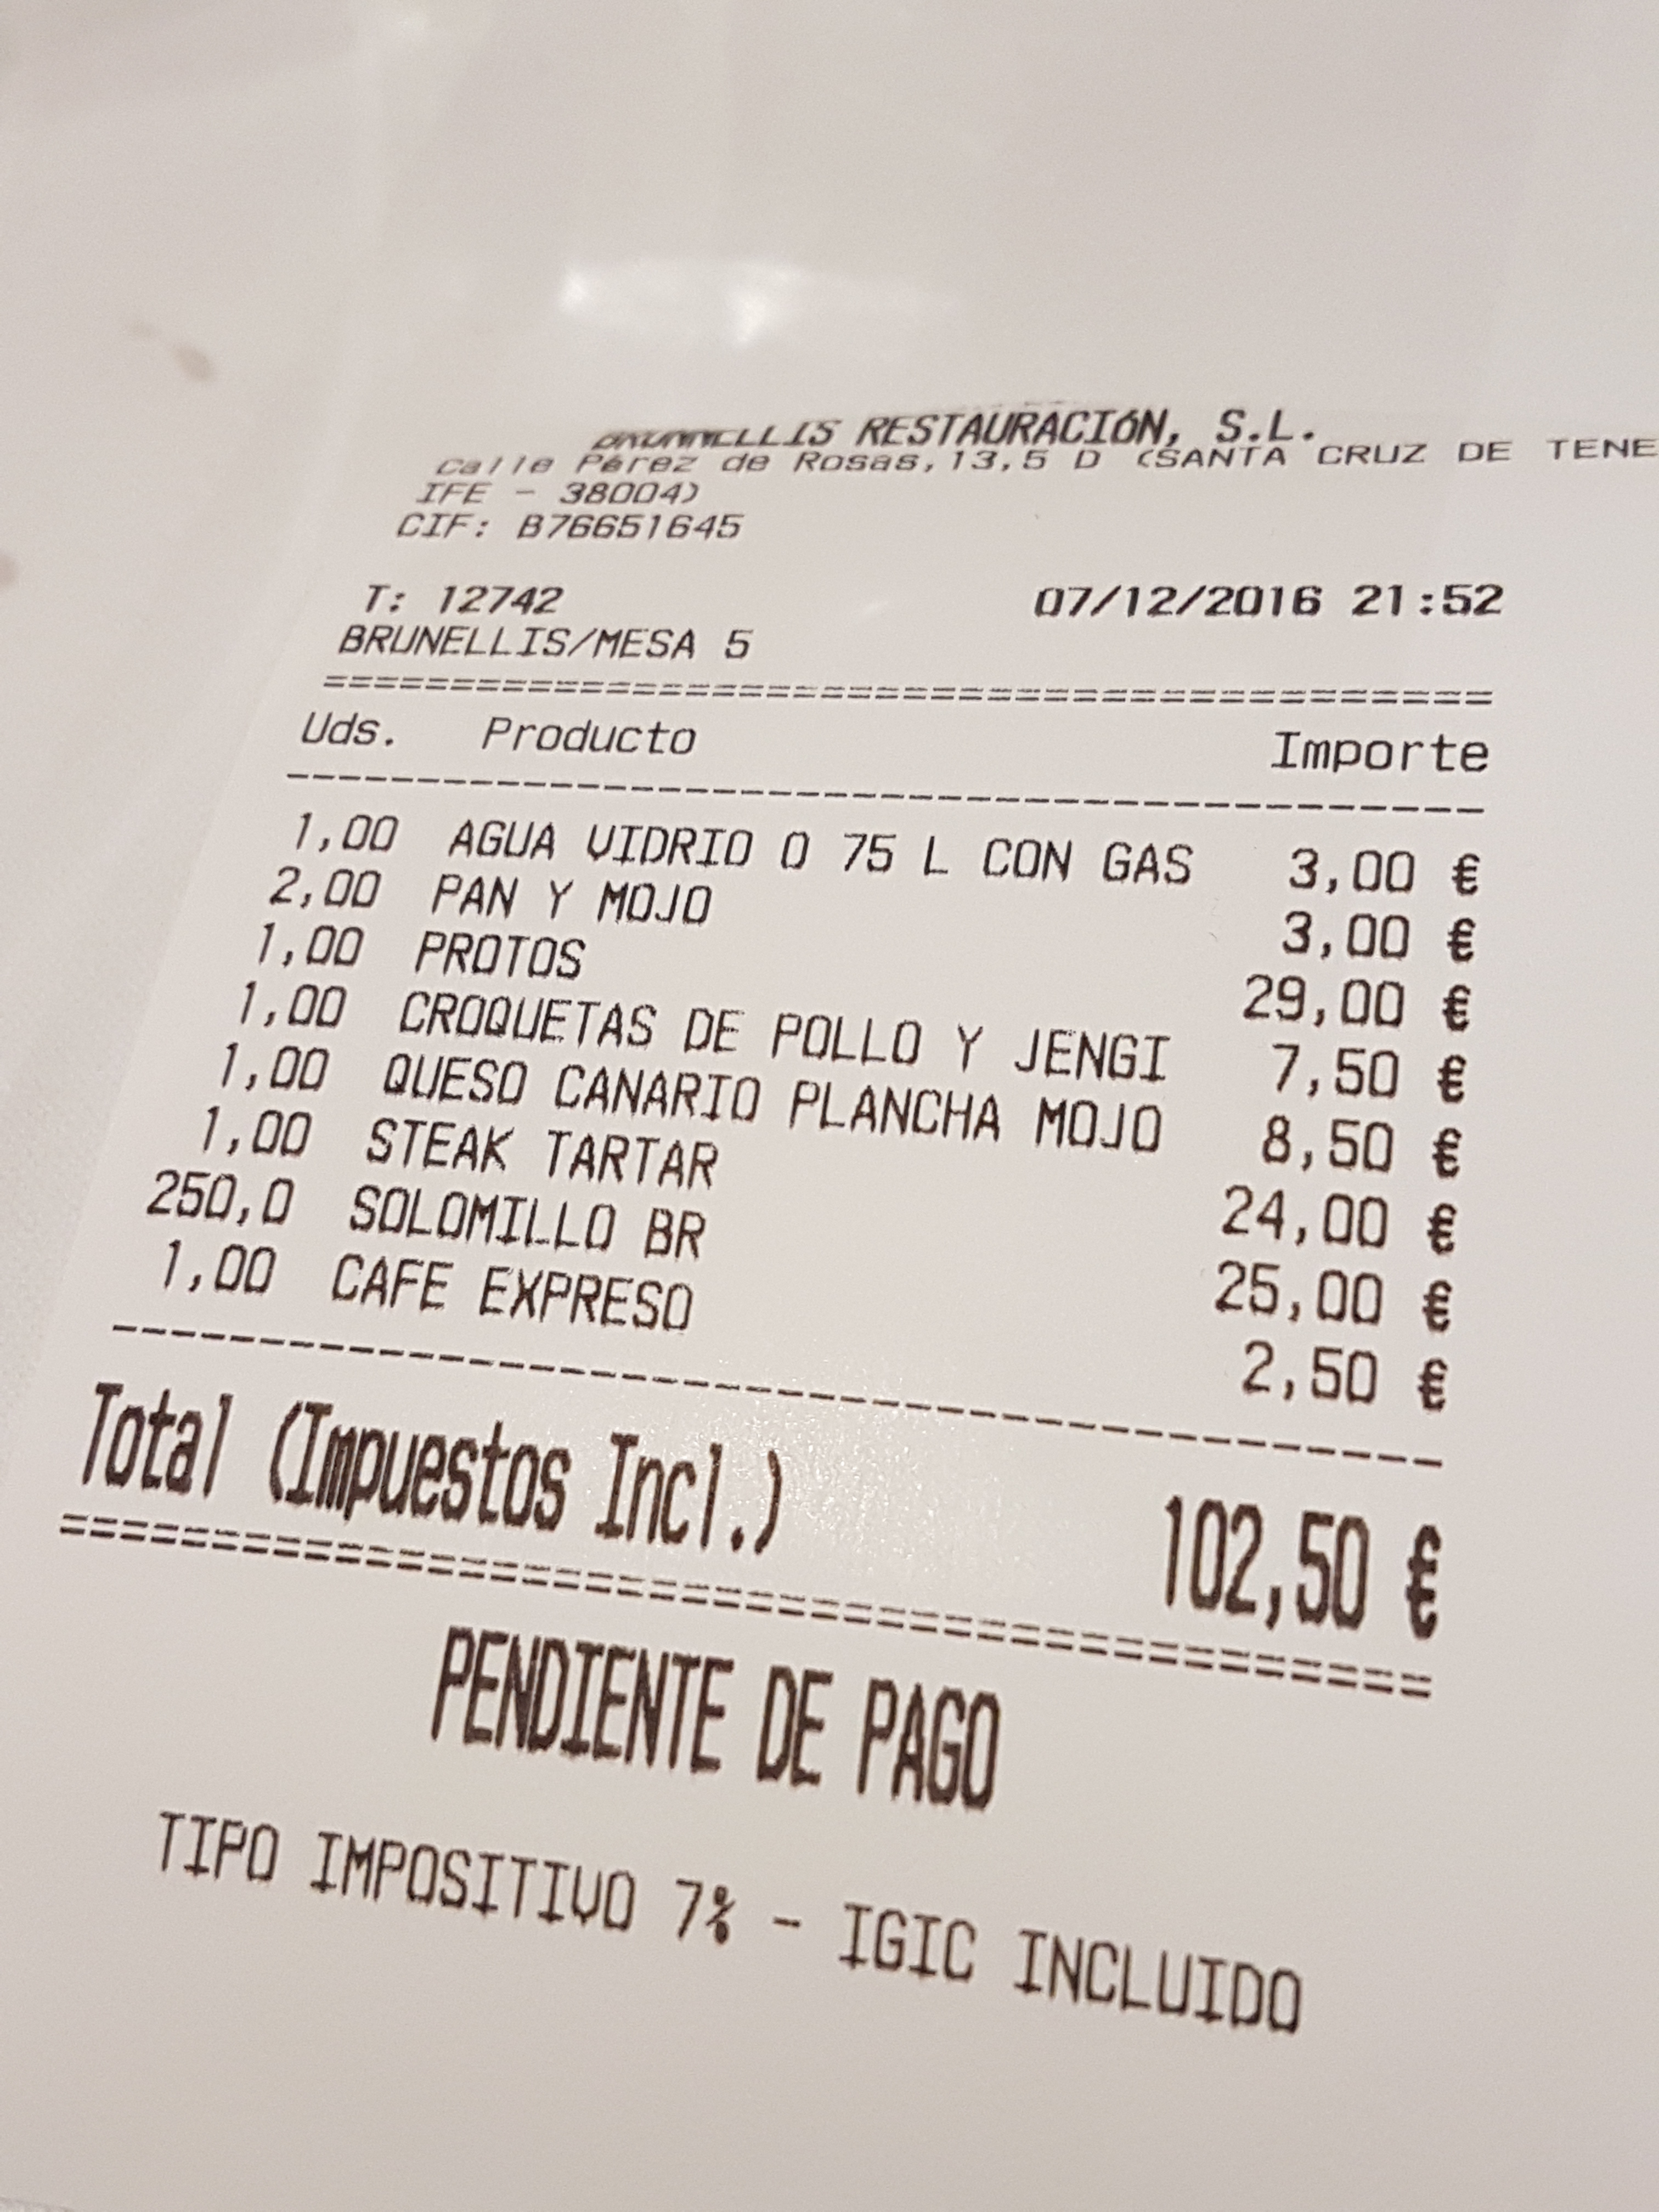 BRUNNELLIS RESTAURACIÓN, S.L.
Calle Pérez de Rosas,13,5 D (SANTA CRUZ DE TENE
IFE - 38004)
CIF: B76651645
T: 12742 07/12/2016 21:52
BRUNELLIS/MESA 5
========================================
Uds. Producto Importe
----------------------------------------
1,00 AGUA VIDRIO 0 75 L CON GAS 3,00 €
2,00 PAN Y MOJO 3,00 €
1,00 PROTOS 29,00 €
1,00 CROQUETAS DE POLLO Y JENGI 7,50 €
1,00 QUESO CANARIO PLANCHA MOJO 8,50 €
1,00 STEAK TARTAR 24,00 €
250,0 SOLOMILLO BR 25,00 €
1,00 CAFE EXPRESO 2,50 €
----------------------------------------
Total (Impuestos Incl.) 102,50 €
========================================
PENDIENTE DE PAGO
TIPO IMPOSITIVO 7% - IGIC INCLUIDO